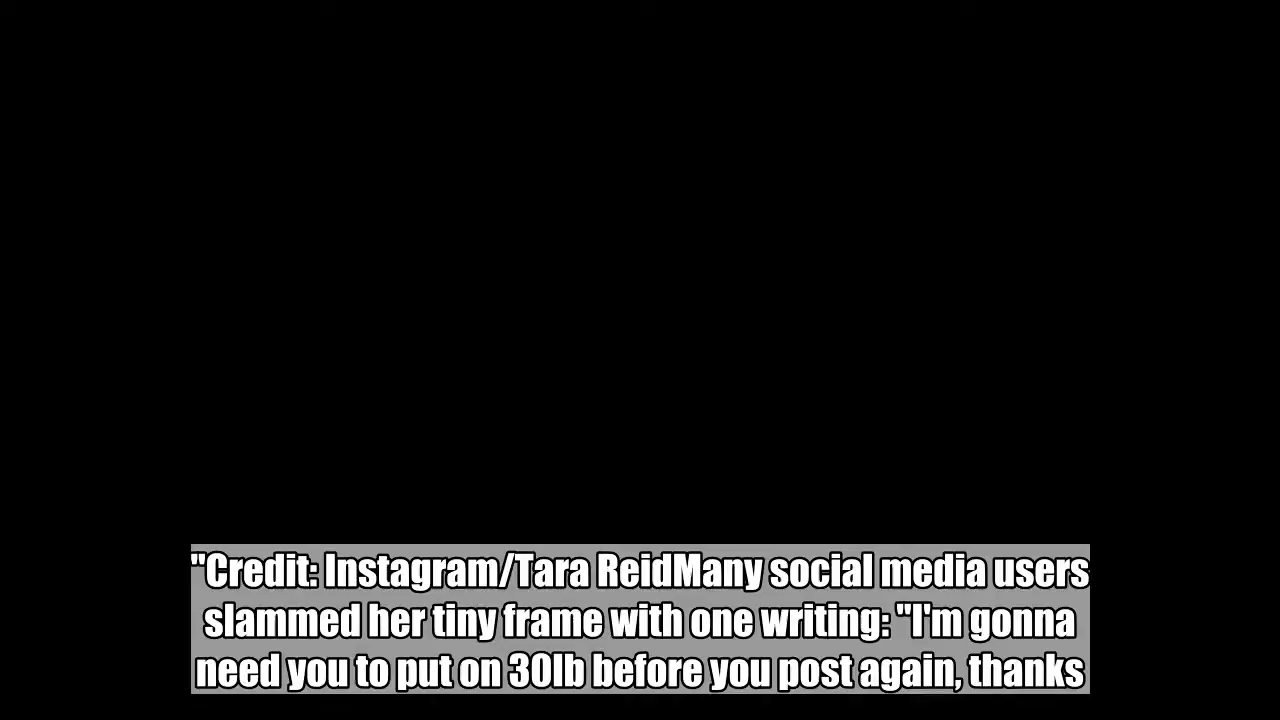 "Credit: Instagram/Tara ReidMany social media users
slammed her tiny frame with one writing: "I'm gonna
need you to put on 30lb before you post again, thanks